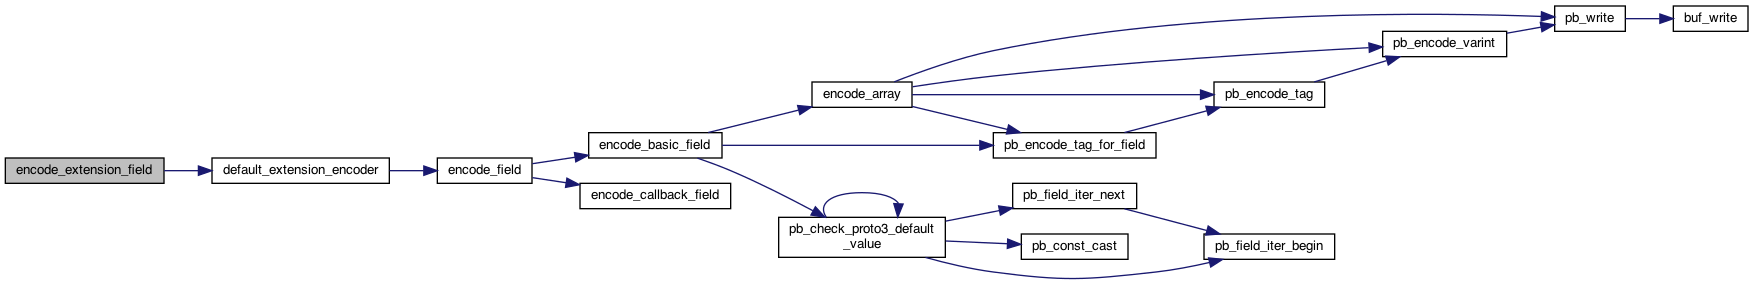 encode_extension_field
default_extension_encoder
encode_field
encode_basic_field
encode_callback_field
encode_array
pb_check_proto3_default
_value
pb_encode_tag_for_field
pb_field_iter_next
pb_const_cast
pb_encode_tag
pb_field_iter_begin
pb_encode_varint
pb_write
buf_write